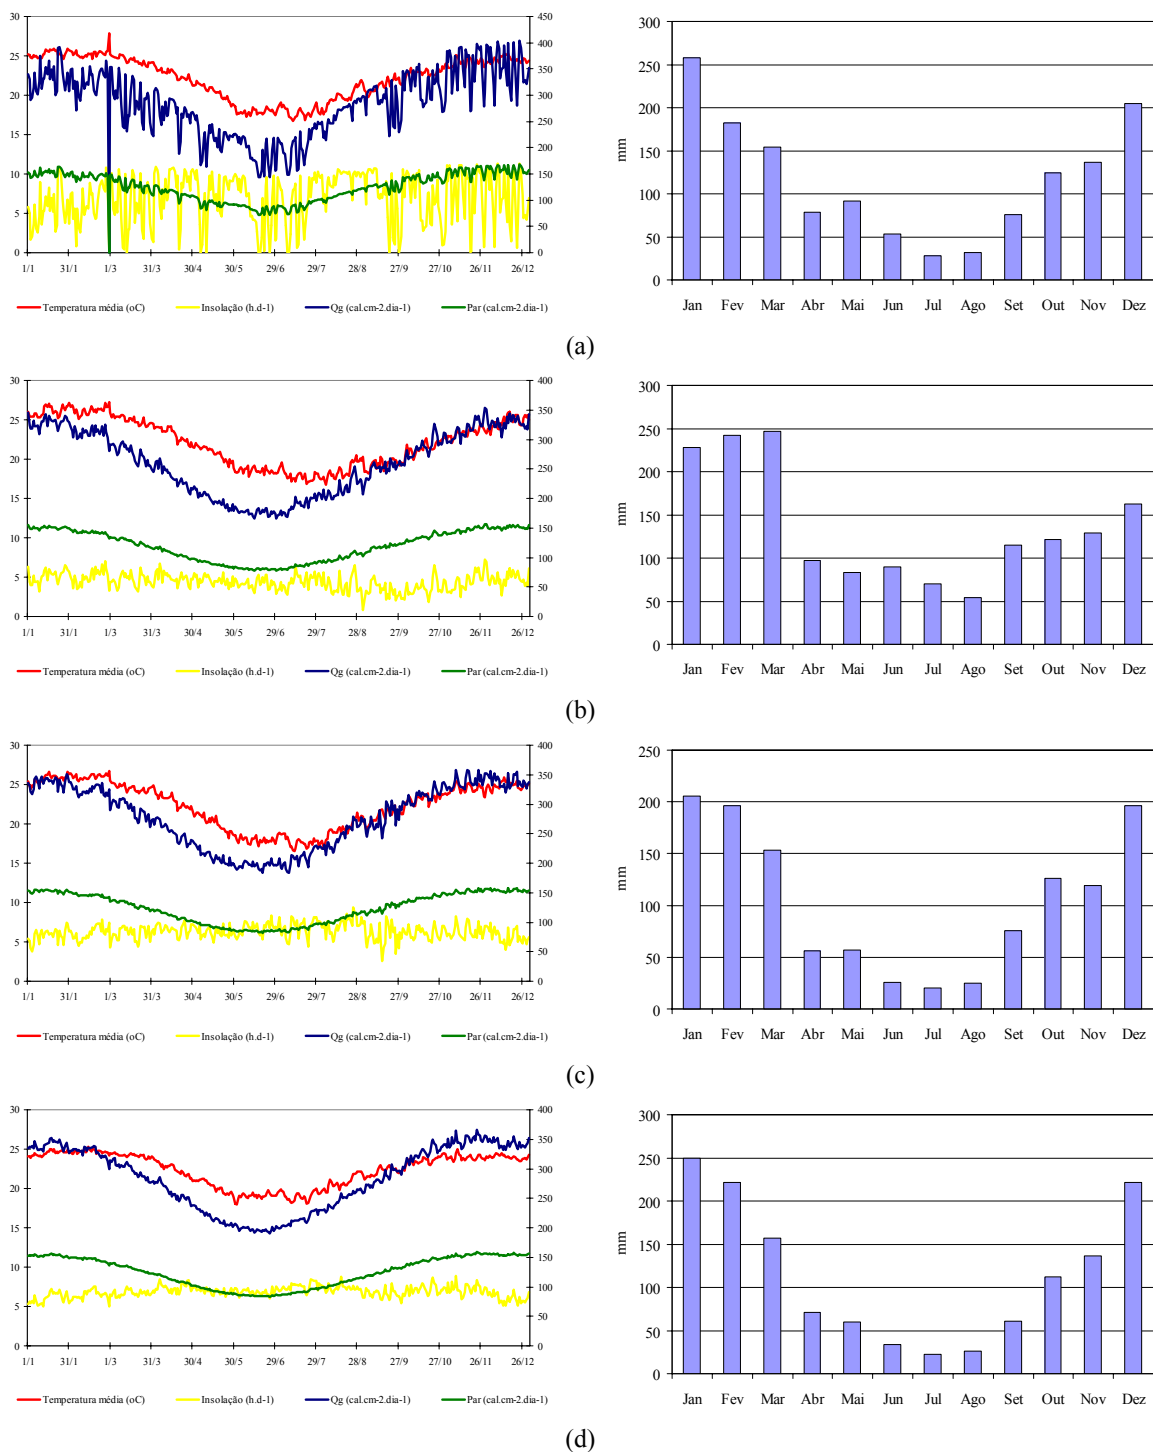 30 25 20 15 10 5 0
450 400 350 300 250 200 150 100 50 0
1/1 31/1 1/3 31/3 30/4 30/5 29/6 29/7 28/8 27/9 27/10 26/11 26/12
Temperatura média (oC) Insolação (h.d-1) Qg (cal.cm-2.dia-1) Par (cal.cm-2.dia-1)
mm
300 250 200 150 100 50 0
Jan Fev Mar Abr Mai Jun Jul Ago Set Out Nov Dez
(a)
30 25 20 15 10 5 0
400 350 300 250 200 150 100 50 0
1/1 31/1 1/3 31/3 30/4 30/5 29/6 29/7 28/8 27/9 27/10 26/11 26/12
Temperatura média (oC) Insolação (h.d-1) Qg (cal.cm-2.dia-1) Par (cal.cm-2.dia-1)
300 250 200 150 100 50 0
Jan Fev Mar Abr Mai Jun Jul Ago Set Out Nov Dez
(b)
30 25 20 15 10 5 0
400 350 300 250 200 150 100 50 0
1/1 31/1 1/3 31/3 30/4 30/5 29/6 29/7 28/8 27/9 27/10 26/11 26/12
Temperatura média (oC) Insolação (h.d-1) Qg (cal.cm-2.dia-1) Par (cal.cm-2.dia-1)
mm
250 200 150 100 50 0
Jan Fev Mar Abr Mai Jun Jul Ago Set Out Nov Dez
(c)
30 25 20 15 10 5 0
400 350 300 250 200 150 100 50 0
1/1 31/1 1/3 31/3 30/4 30/5 29/6 29/7 28/8 27/9 27/10 26/11 26/12
Temperatura média (oC) Insolação (h.d-1) Qg (cal.cm-2.dia-1) Par (cal.cm-2.dia-1)
mm
300 250 200 150 100 50 0
Jan Fev Mar Abr Mai Jun Jul Ago Set Out Nov Dez
(d)